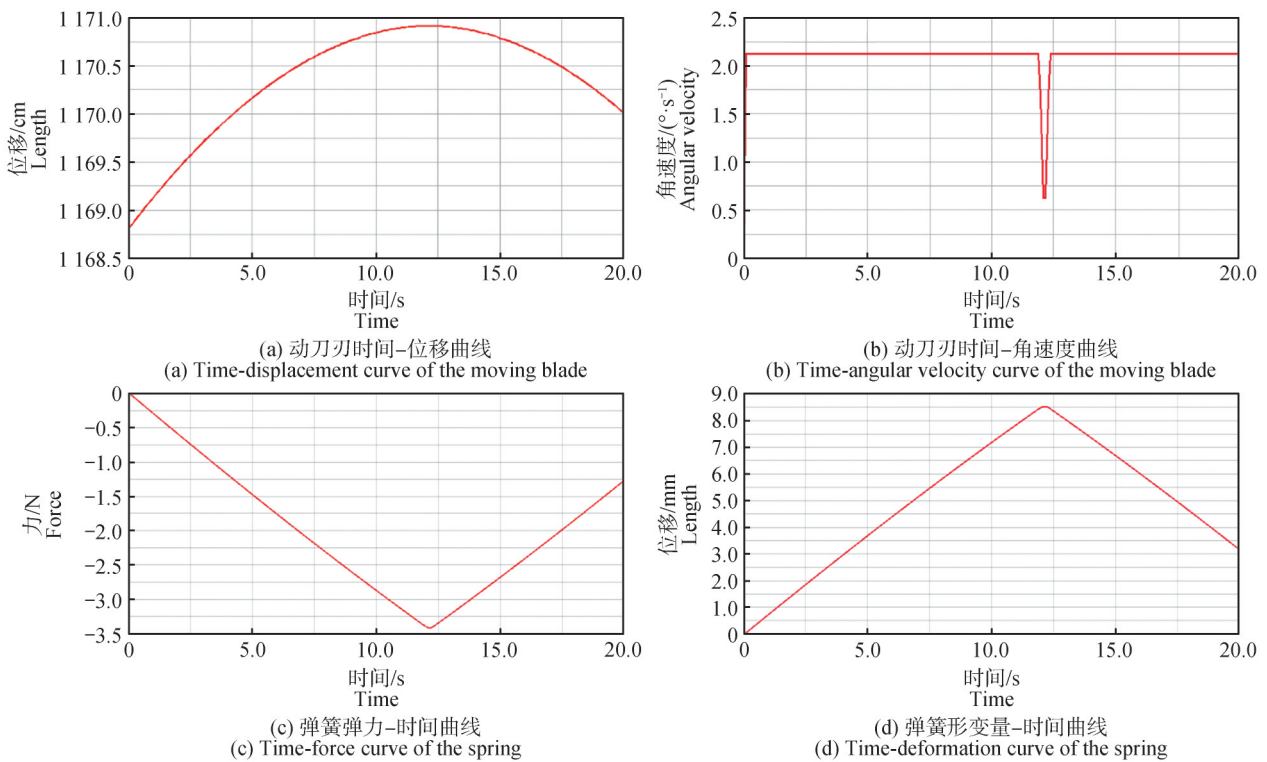 位移/cm
Length
1 171.0
1 170.5
1 170.0
1 169.5
1 169.0
1 168.5
0
5.0
10.0
15.0
20.0
时间/s
Time
(a) 动刀刃时间–位移曲线
(a) Time-displacement curve of the moving blade
角速度/(°·s⁻¹)
Angular velocity
2.5
2.0
1.5
1.0
0.5
0
0
5.0
10.0
15.0
20.0
时间/s
Time
(b) 动刀刃时间–角速度曲线
(b) Time-angular velocity curve of the moving blade
力/N
Force
0
−0.5
−1.0
−1.5
−2.0
−2.5
−3.0
−3.5
0
5.0
10.0
15.0
20.0
时间/s
Time
(c) 弹簧弹力–时间曲线
(c) Time-force curve of the spring
位移/mm
Length
9.0
8.0
7.0
6.0
5.0
4.0
3.0
2.0
1.0
0
0
5.0
10.0
15.0
20.0
时间/s
Time
(d) 弹簧形变量–时间曲线
(d) Time-deformation curve of the spring